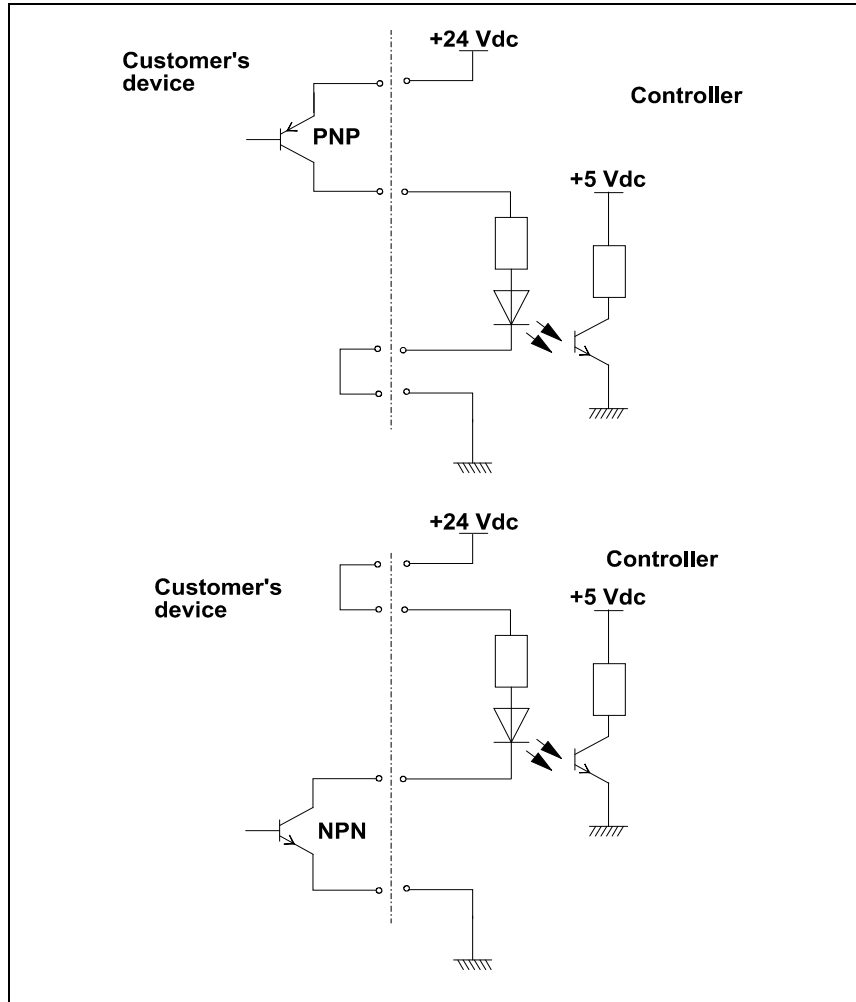 +24 Vdc
Customer's
device
Controller
PNP
+5 Vdc
+24 Vdc
Controller
Customer's
device
+5 Vdc
NPN